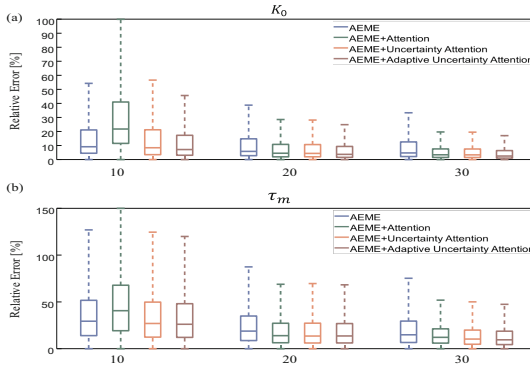 (a)
K₀
Relative Error [%]
100
90
80
70
60
50
40
30
20
10
0
AEME
AEME+Attention
AEME+Uncertainty Attention
AEME+Adaptive Uncertainty Attention
10
20
30
(b)
τₘ
Relative Error [%]
150
100
50
0
AEME
AEME+Attention
AEME+Uncertainty Attention
AEME+Adaptive Uncertainty Attention
10
20
30